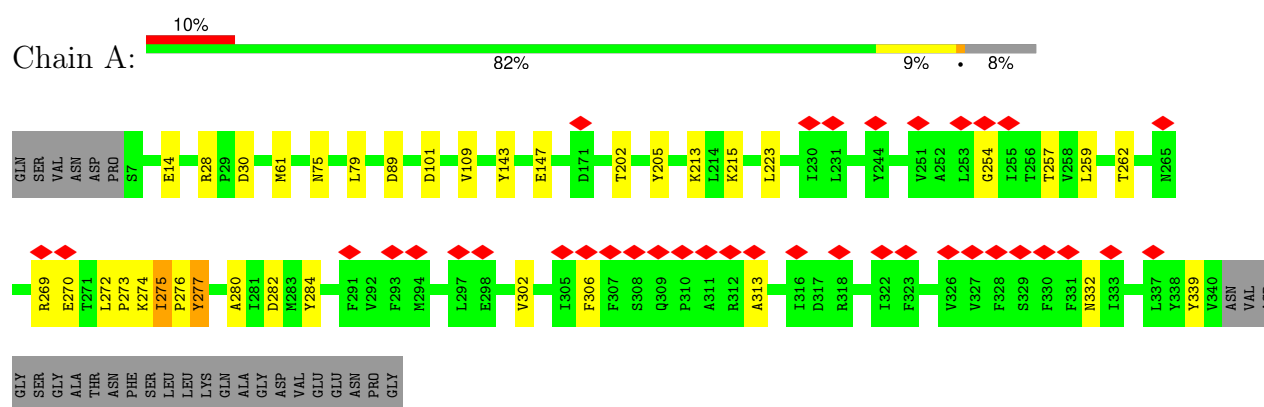 10%
Chain A:
82% 9% • 8%
GLN SER VAL ASN ASP PRO S7 E14 R28 P29 D30 M61 N75 L79 D89 D101 V109 Y143 E147 D171 T202 Y205 K213 L214 K215 L223 I230 L231 Y244 V251 A252 L253 G254 I255 T256 T257 V258 L259 T262 N265
R269 E270 T271 L272 P273 K274 I275 P276 Y277 A280 I281 D282 M283 Y284 F291 V292 F293 M294 L297 E298 V302 I305 F306 F307 S308 Q309 P310 A311 R312 A313 I316 D317 R318 I322 F323 V326 V327 F328 S329 F330 F331 N332 I333 L337 Y338 Y339 V340 ASN VAL
GLY SER GLY ALA THR ASN PHE SER LEU LEU LYS GLN ALA GLY ASP VAL GLU GLU ASN PRO GLY